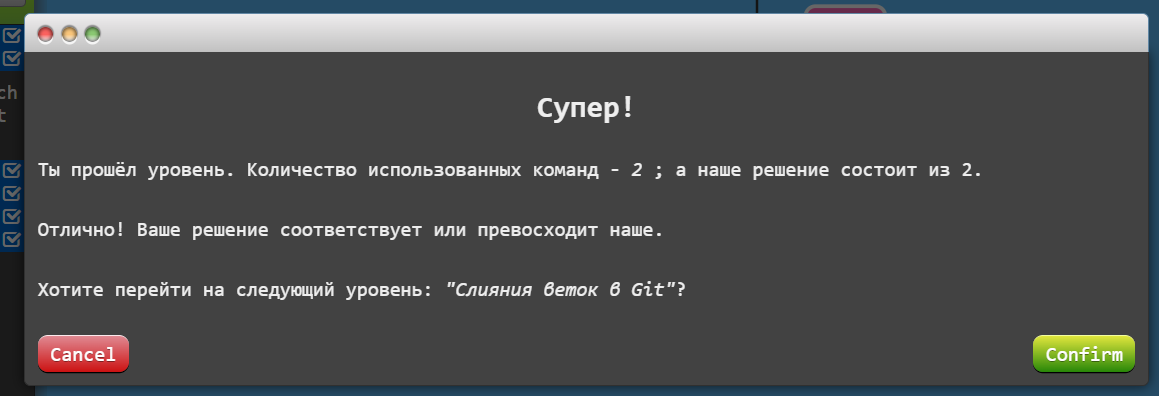 ch
t
Супер!
Ты прошёл уровень. Количество использованных команд - 2 ; а наше решение состоит из 2.
Отлично! Ваше решение соответствует или превосходит наше.
Хотите перейти на следующий уровень: "Слияния веток в Git"?
Cancel
Confirm